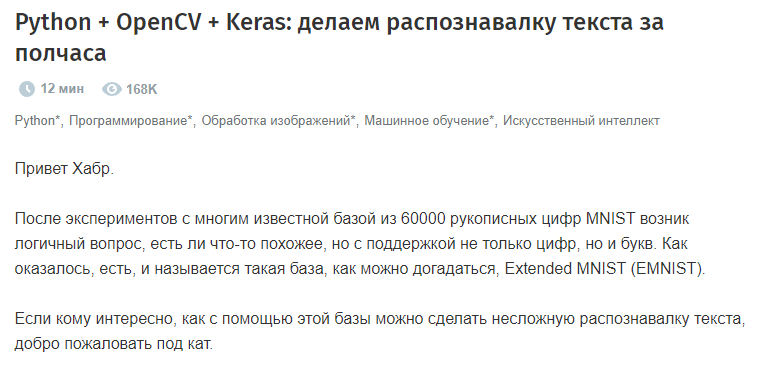 Python + OpenCV + Keras: делаем распознавалку текста за
полчаса
12 мин 168K
Python*, Программирование*, Обработка изображений*, Машинное обучение*, Искусственный интеллект
Привет Хабр.
После экспериментов с многим известной базой из 60000 рукописных цифр MNIST возник
логичный вопрос, есть ли что-то похожее, но с поддержкой не только цифр, но и букв. Как
оказалось, есть, и называется такая база, как можно догадаться, Extended MNIST (EMNIST).
Если кому интересно, как с помощью этой базы можно сделать несложную распознавалку текста,
добро пожаловать под кат.